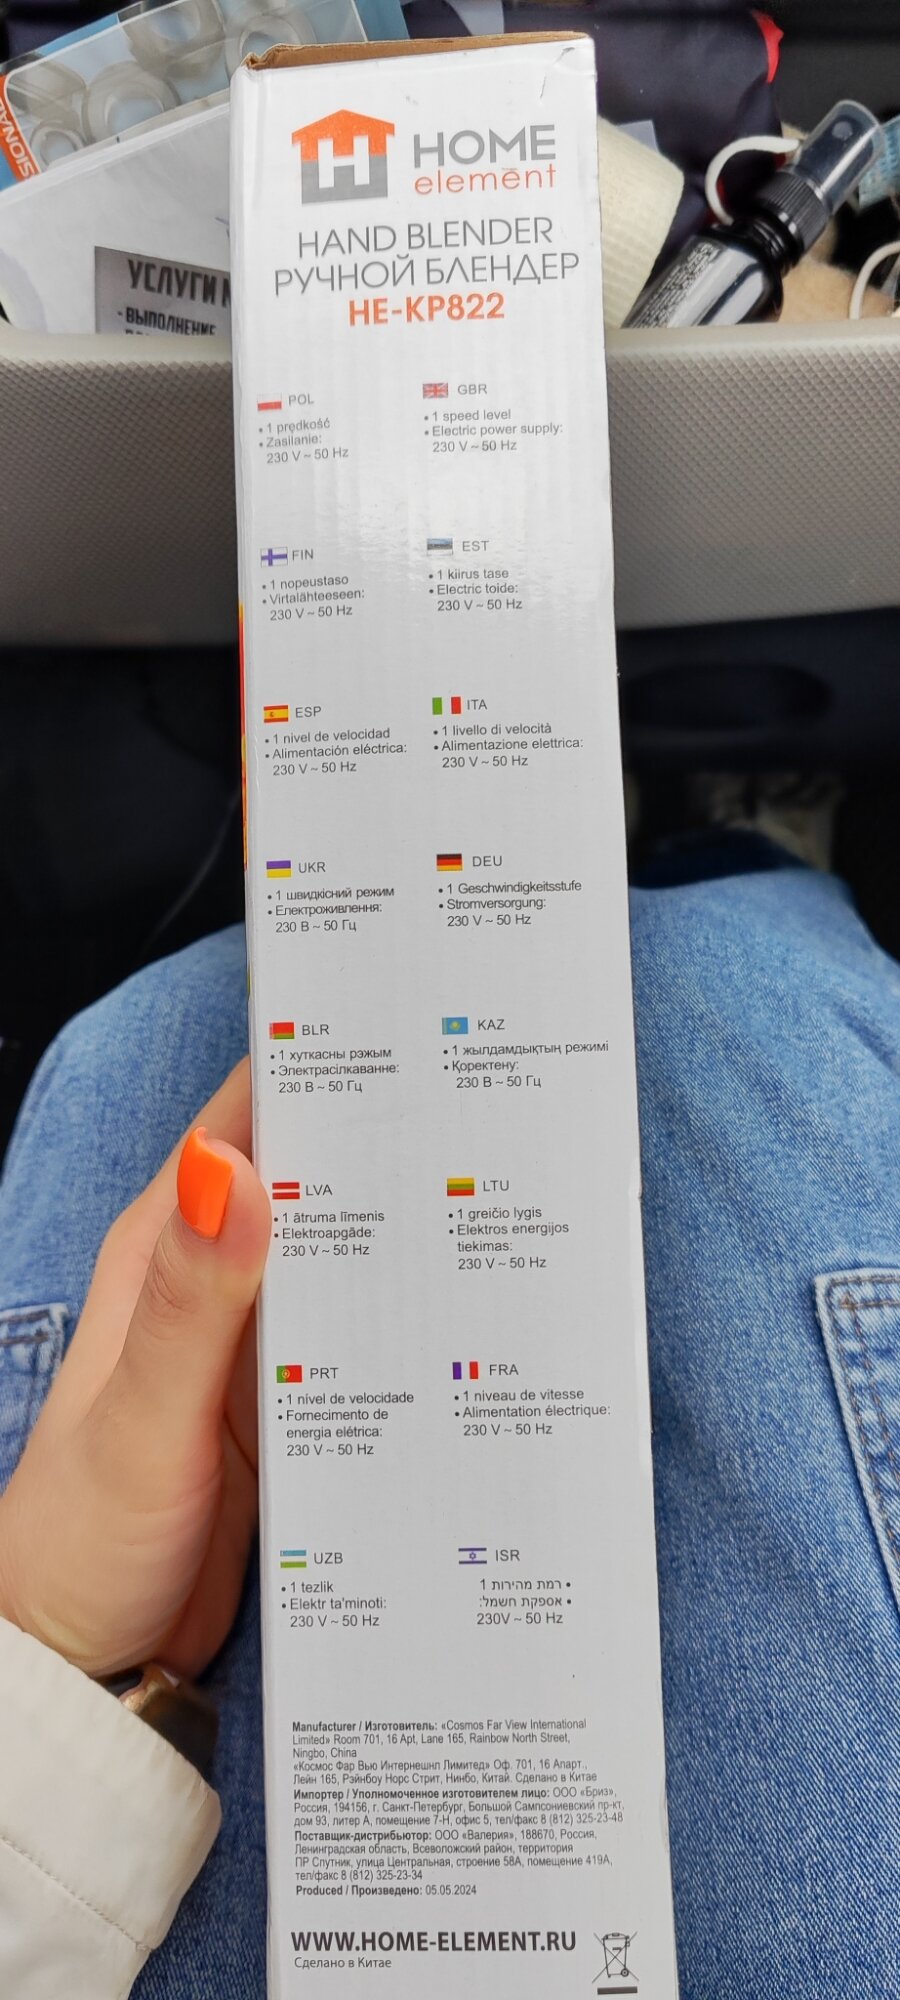 SIONAL
УСЛУГИ
- ВЫПОЛНЕНИЕ
HOME
element
HAND BLENDER
РУЧНОЙ БЛЕНДЕР
HE-KP822
POL
• 1 prędkość
• Zasilanie:
230 V ~ 50 Hz
GBR
• 1 speed level
• Electric power supply:
230 V ~ 50 Hz
FIN
• 1 nopeustaso
• Virtalähteeseen:
230 V ~ 50 Hz
EST
• 1 kiirus tase
• Electric toide:
230 V ~ 50 Hz
ESP
• 1 nivel de velocidad
• Alimentación eléctrica:
230 V ~ 50 Hz
ITA
• 1 livello di velocità
• Alimentazione elettrica:
230 V ~ 50 Hz
UKR
• 1 швидкісний режим
• Електроживлення:
230 В ~ 50 Гц
DEU
• 1 Geschwindigkeitsstufe
• Stromversorgung:
230 V ~ 50 Hz
BLR
• 1 хуткасны рэжым
• Электрасілкаванне:
230 В ~ 50 Гц
KAZ
• 1 жылдамдықтың режимі
• Қоректену:
230 В ~ 50 Гц
LVA
• 1 ātruma līmenis
• Elektroapgāde:
230 V ~ 50 Hz
LTU
• 1 greičio lygis
• Elektros energijos
tiekimas:
230 V ~ 50 Hz
PRT
• 1 nivel de velocidade
• Fornecimento de
energia elétrica:
230 V ~ 50 Hz
FRA
• 1 niveau de vitesse
• Alimentation électrique:
230 V ~ 50 Hz
UZB
• 1 tezlik
• Elektr ta'minoti:
230 V ~ 50 Hz
ISR
• רמת מהירות 1
• אספקת חשמל:
230V ~ 50 Hz
Manufacturer / Изготовитель: «Cosmos Far View International
Limited» Room 701, 16 Apt, Lane 165, Rainbow North Street,
Ningbo, China
«Космос Фар Вью Интернешнл Лимитед» Оф. 701, 16 Апарт.,
Лейн 165, Рэйнбоу Норс Стрит, Нинбо, Китай. Сделано в Китае
Импортер / Уполномоченное изготовителем лицо: ООО «Бриз»,
Россия, 194156, г. Санкт-Петербург, Большой Сампсониевский пр-кт,
дом 93, литер А, помещение 7-Н, офис 5, тел/факс 8 (812) 325-23-48
Поставщик-дистрибьютор: ООО «Валерия», 188670, Россия,
Ленинградская область, Всеволожский район, территория
ПР Спутник, улица Центральная, строение 58А, помещение 419А,
тел/факс 8 (812) 325-23-34
Produced / Произведено: 05.05.2024
WWW.HOME-ELEMENT.RU
Сделано в Китае